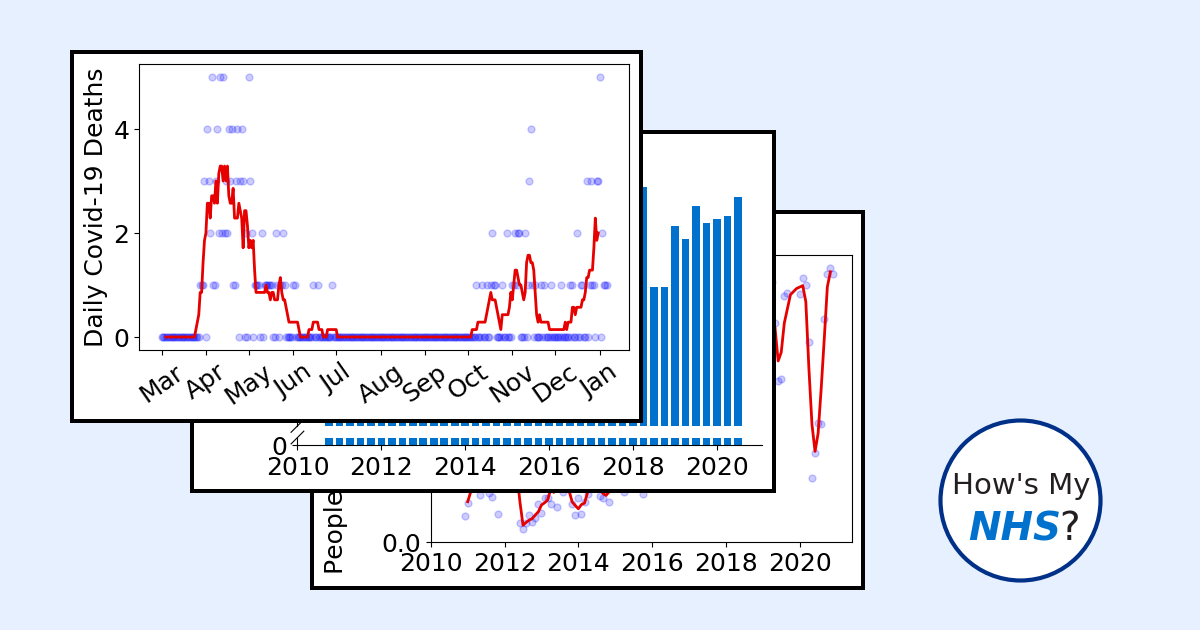 Daily Covid-19 Deaths
4
2
0
Mar Apr May Jun Jul Aug Sep Oct Nov Dec Jan
0
2010 2012 2014 2016 2018 2020
People
0.0
2010 2012 2014 2016 2018 2020
How's My
NHS?